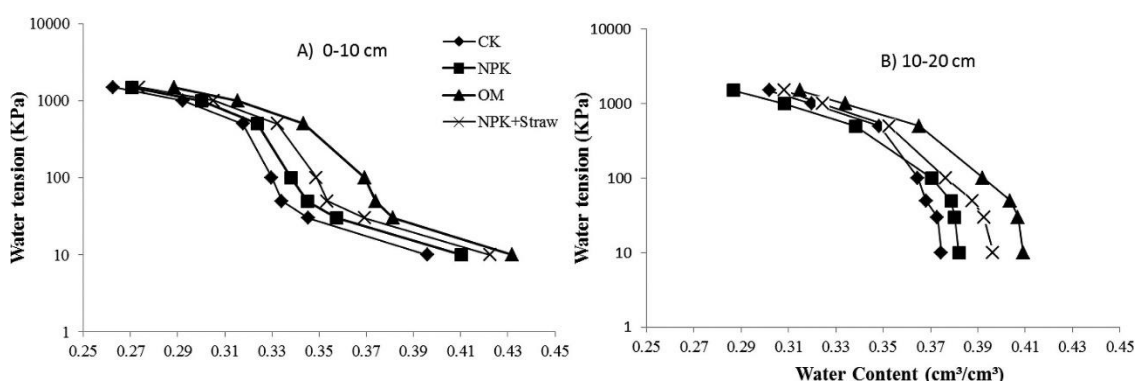 A) 0-10 cm
Water tension (KPa)
10000
1000
100
10
1
0.25 0.27 0.29 0.31 0.33 0.35 0.37 0.39 0.41 0.43 0.45
CK
NPK
OM
NPK+Straw
B) 10-20 cm
Water tension (KPa)
10000
1000
100
10
1
0.25 0.27 0.29 0.31 0.33 0.35 0.37 0.39 0.41 0.43 0.45
Water Content (cm³/cm³)